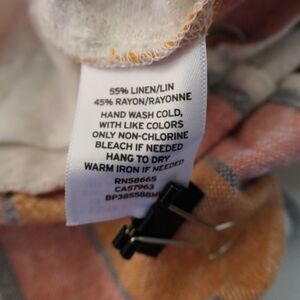 55% LINEN/LIN
45% RAYON/RAYONNE
HAND WASH COLD,
WITH LIKE COLORS
ONLY NON-CHLORINE
BLEACH IF NEEDED
HANG TO DRY
WARM IRON IF NEEDED
RN58665
CA57963